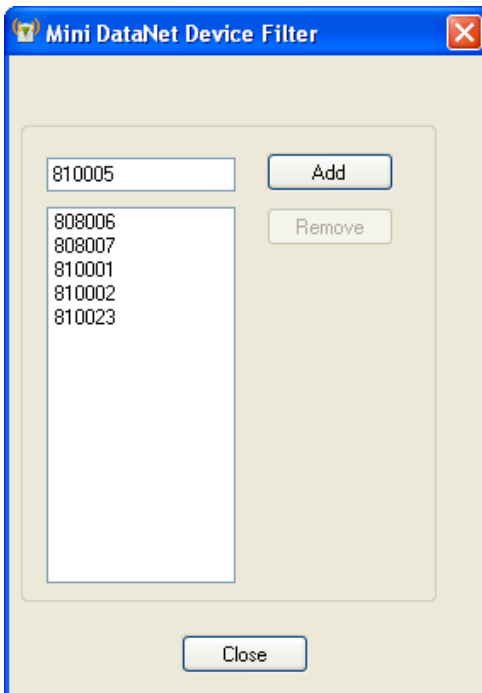 Mini DataNet Device Filter
810005
Add
808006
808007
810001
810002
810023
Remove
Close